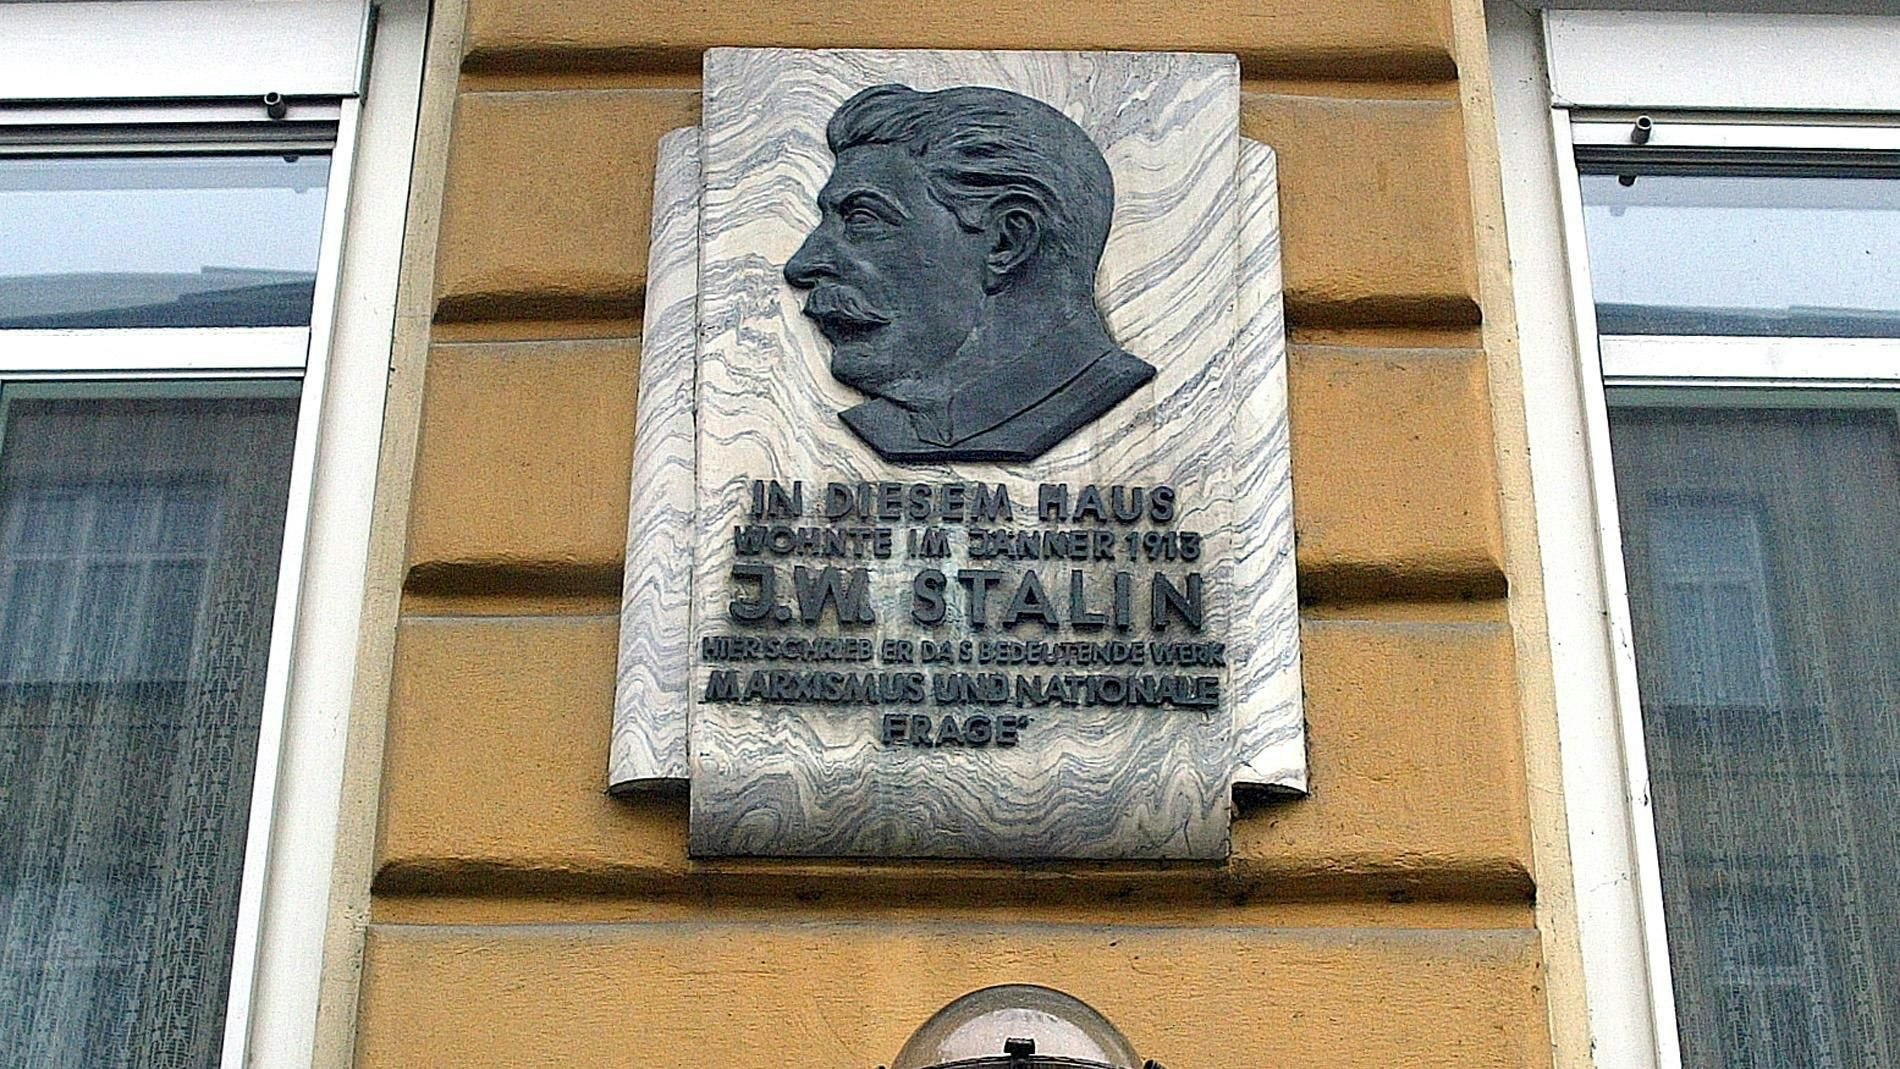 IN DIESEM HAUS
WOHNTE IM JÄNNER 1913
J.W. STALIN
HIER SCHRIEB ER DAS BEDEUTENDE WERK
MARXISMUS UND NATIONALE
FRAGE“